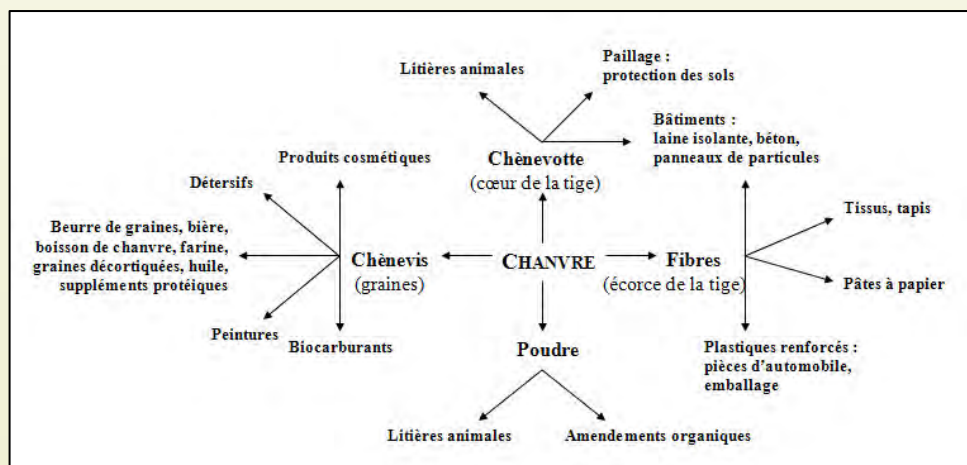 Litières animales
Paillage :
protection des sols
Bâtiments :
laine isolante, béton,
panneaux de particules
Chènevotte
(cœur de la tige)
Produits cosmétiques
Détersifs
Beurre de graines, bière,
boisson de chanvre, farine,
graines décortiquées, huile,
suppléments protéiques
Chènevis
(graines)
Peintures
Biocarburants
CHANVRE
Fibres
(écorce de la tige)
Tissus, tapis
Pâtes à papier
Plastiques renforcés :
pièces d'automobile,
emballage
Poudre
Litières animales
Amendements organiques